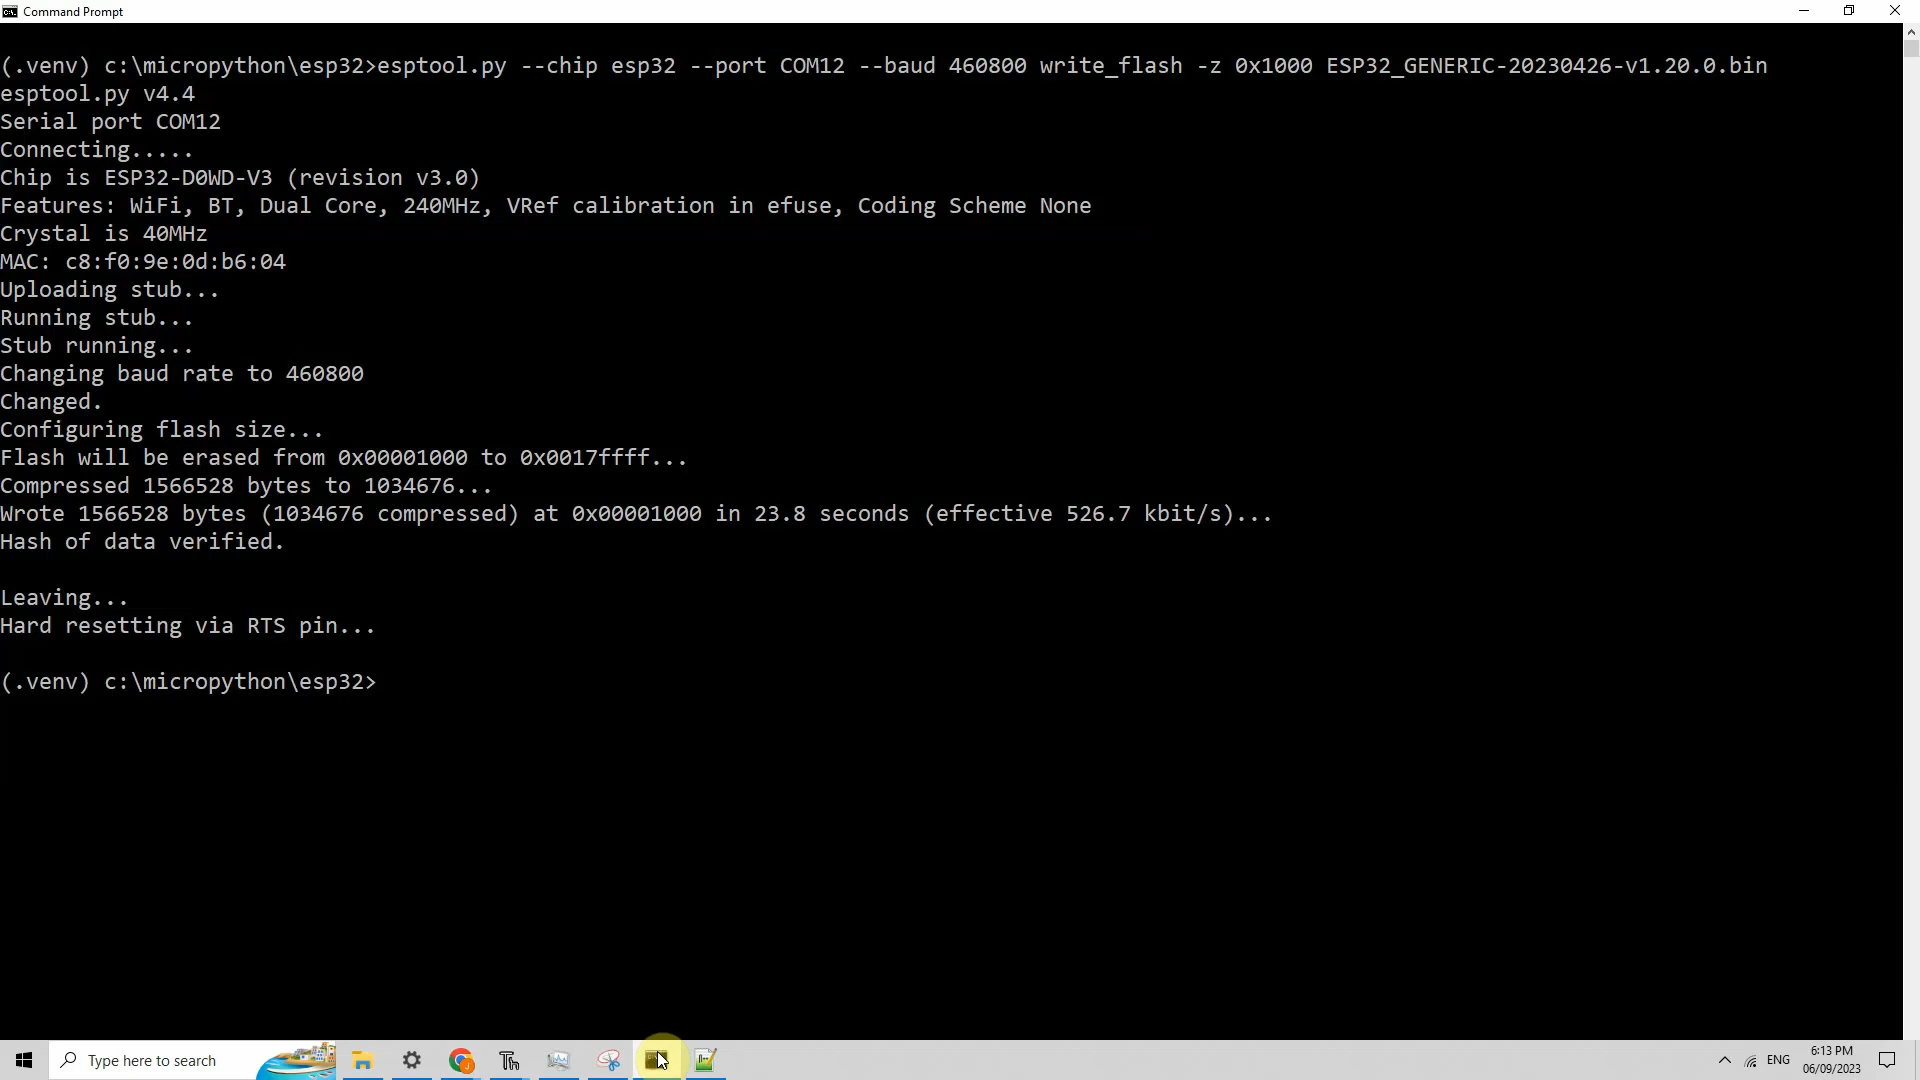 Command Prompt
(.venv) c:\micropython\esp32>esptool.py --chip esp32 --port COM12 --baud 460800 write_flash -z 0x1000 ESP32_GENERIC-20230426-v1.20.0.bin
esptool.py v4.4
Serial port COM12
Connecting.....
Chip is ESP32-D0WD-V3 (revision v3.0)
Features: WiFi, BT, Dual Core, 240MHz, VRef calibration in efuse, Coding Scheme None
Crystal is 40MHz
MAC: c8:f0:9e:0d:b6:04
Uploading stub...
Running stub...
Stub running...
Changing baud rate to 460800
Changed.
Configuring flash size...
Flash will be erased from 0x00001000 to 0x0017ffff...
Compressed 1566528 bytes to 1034676...
Wrote 1566528 bytes (1034676 compressed) at 0x00001000 in 23.8 seconds (effective 526.7 kbit/s)...
Hash of data verified.
Leaving...
Hard resetting via RTS pin...
(.venv) c:\micropython\esp32>
Type here to search
Th
ENG
6:13 PM
06/09/2023